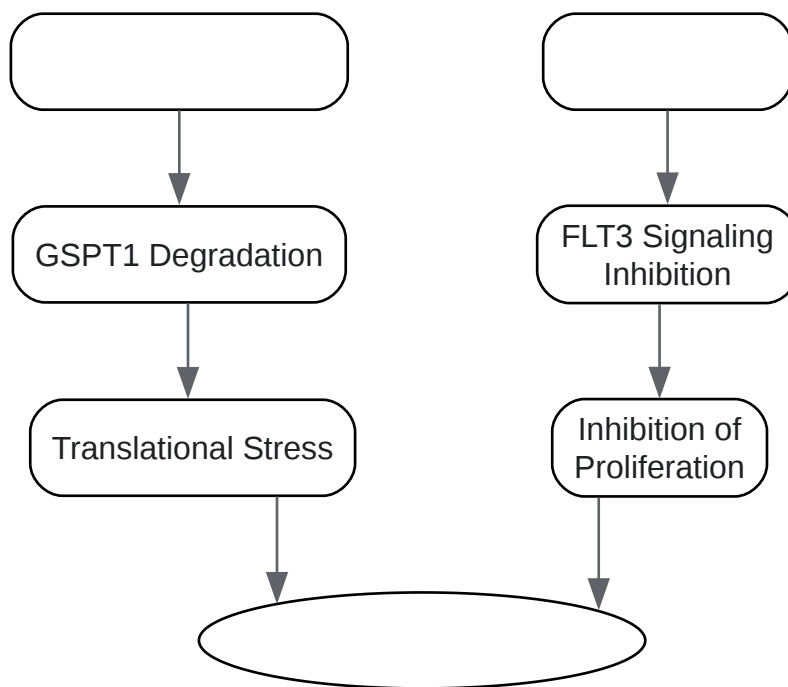 GSPT1 Degradation
FLT3 Signaling
Inhibition
Translational Stress
Inhibition of
Proliferation